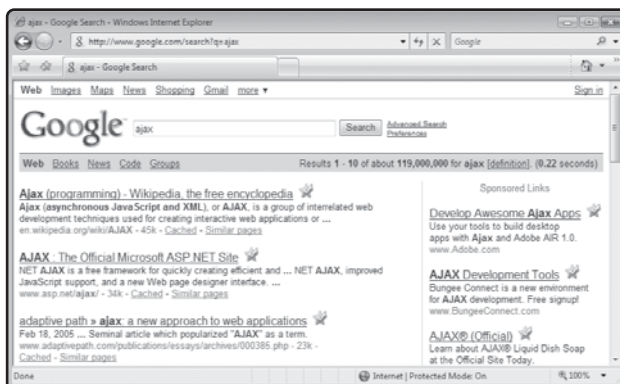 ajax - Google Search - Windows Internet Explorer
http://www.google.com/search?q=ajax
Google
ajax - Google Search
Web Images Maps News Shopping Gmail more ▼ Sign in
Google
ajax
Search
Advanced Search
Preferences
Web Books News Code Groups Results 1 - 10 of about 119,000,000 for ajax [definition]. (0.22 seconds)
Ajax (programming) - Wikipedia, the free encyclopedia
Ajax (asynchronous JavaScript and XML), or AJAX, is a group of interrelated web
development techniques used for creating interactive web applications or ...
en.wikipedia.org/wiki/AJAX - 45k - Cached - Similar pages
AJAX : The Official Microsoft ASP.NET Site
NET AJAX is a free framework for quickly creating efficient and ... NET AJAX, improved
JavaScript support, and a new Web page designer interface. ...
www.asp.net/ajax/ - 34k - Cached - Similar pages
adaptive path » ajax: a new approach to web applications
Feb 18, 2005 ... Seminal article which popularized "AJAX" as a term.
www.adaptivepath.com/publications/essays/archives/000385.php - 23k -
Cached - Similar pages
Sponsored Links
Develop Awesome Ajax Apps
Use your tools to build desktop
apps with Ajax and Adobe AIR 1.0.
www.Adobe.com
AJAX Development Tools
Bungee Connect is a new environment
for AJAX development. Free signup!
www.BungeeConnect.com
AJAX® (Official)
Learn about AJAX® Liquid Dish Soap
at the Official Site Today.
Done
Internet | Protected Mode: On
100%